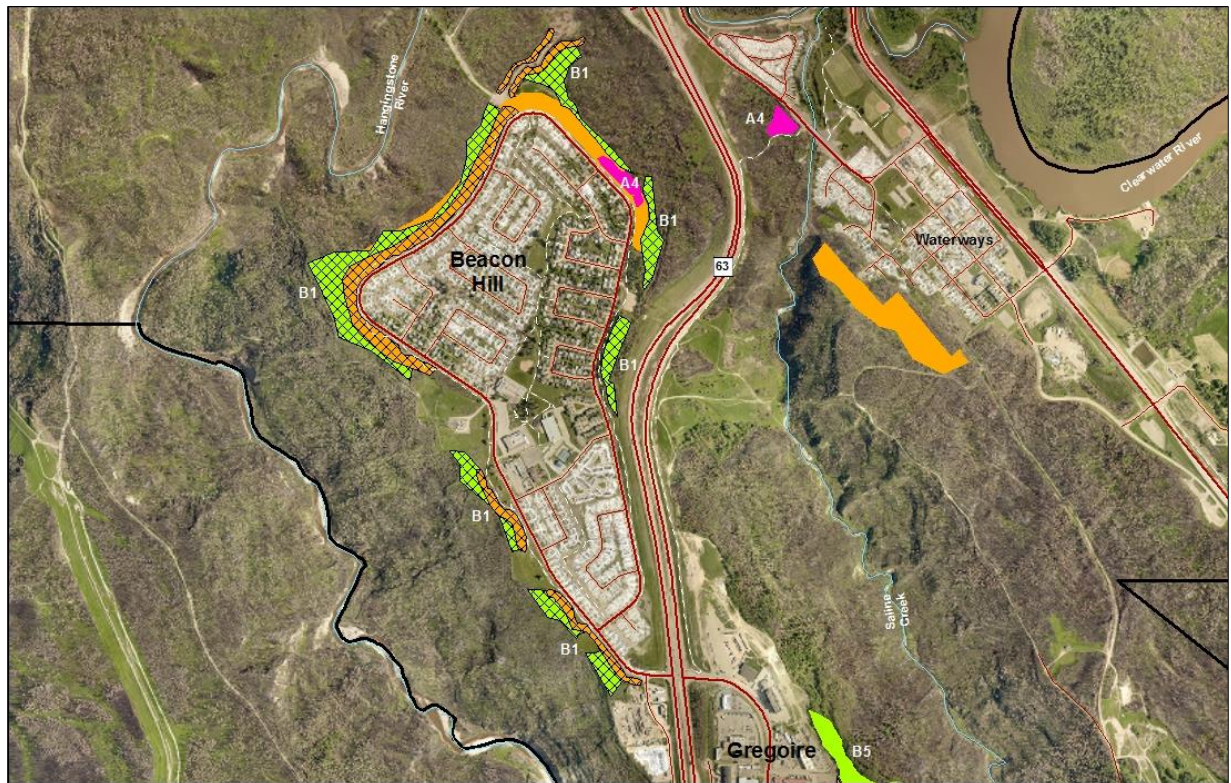 B1
Hangingstone
River
A4
A4
Clearwater River
B1
Waterways
Beacon
Hill
63
B1
B1
B1
Saline
Creek
B1
Gregoire
B5